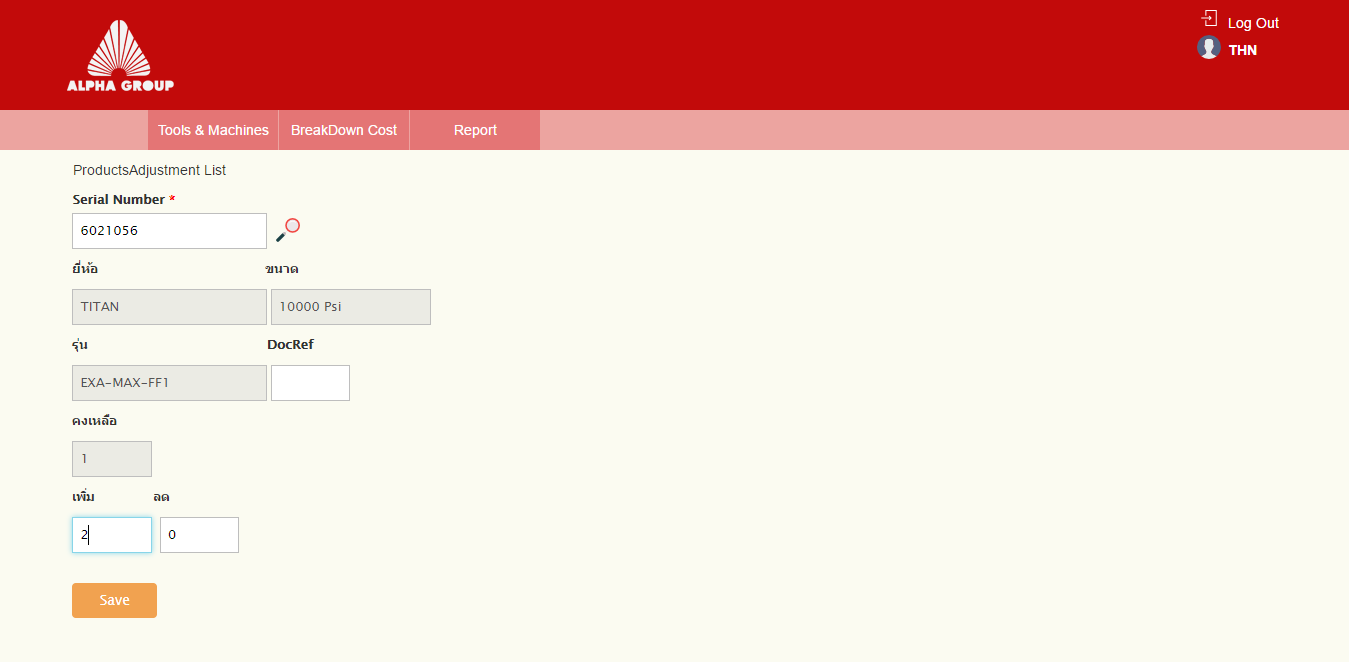 Log Out
THN
ALPHA GROUP
Tools & Machines BreakDown Cost Report
ProductsAdjustment List
Serial Number *
6021056
ยี่ห้อ ขนาด
TITAN 10000 Psi
รุ่น DocRef
EXA-MAX-FF1
คงเหลือ
1
เพิ่ม ลด
2 0
Save